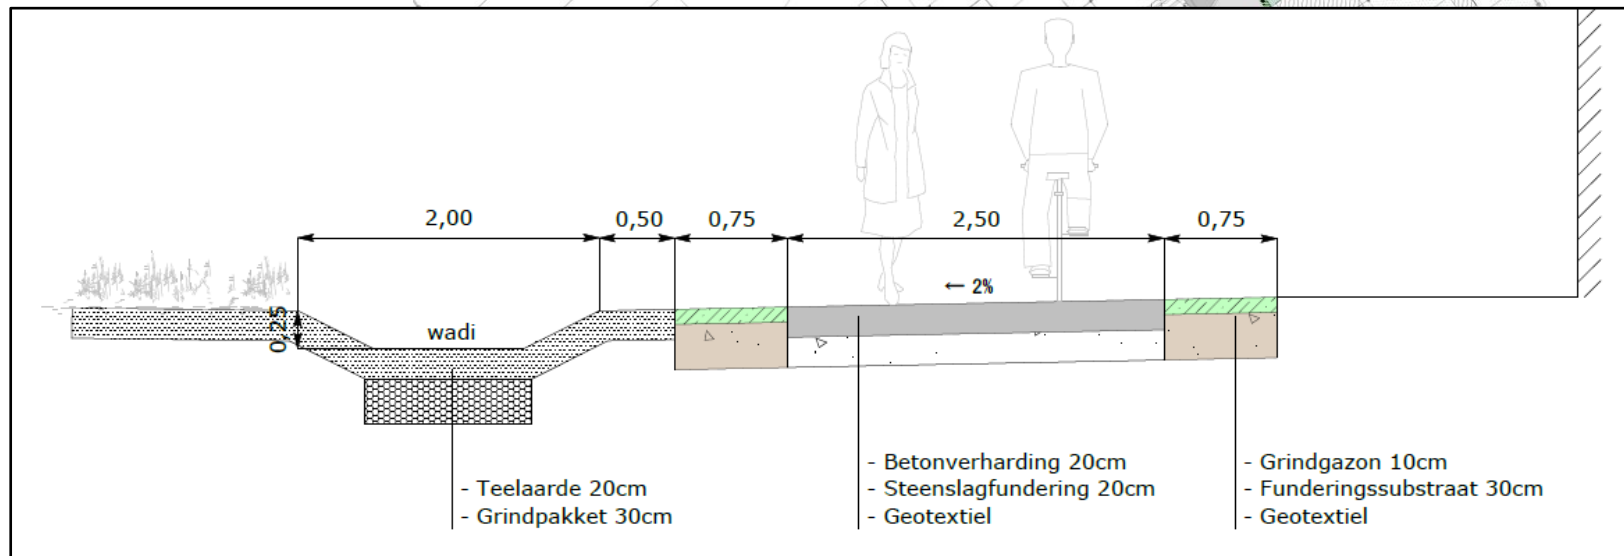 2,00
0,50
0,75
2,50
0,75
← 2%
0,25
wadi
- Teelaarde 20cm
- Grindpakket 30cm
- Betonverharding 20cm
- Steenslagfundering 20cm
- Geotextiel
- Grindgazon 10cm
- Funderingssubstraat 30cm
- Geotextiel